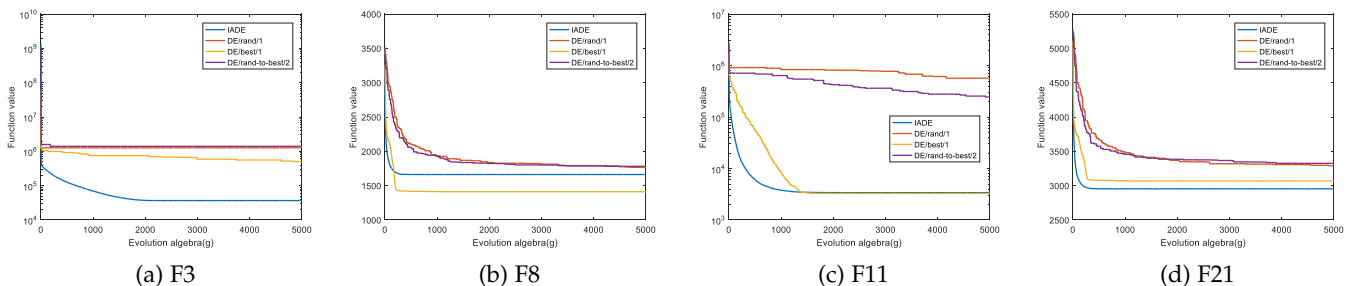 10^10
10^9
10^8
10^7
10^6
10^5
10^4
Function value
0 1000 2000 3000 4000 5000
Evolution algebra(g)
IADE
DE/rand/1
DE/best/1
DE/rand-to-best/2
(a) F3
4000
3500
3000
2500
2000
1500
1000
Function value
0 1000 2000 3000 4000 5000
Evolution algebra(g)
IADE
DE/rand/1
DE/best/1
DE/rand-to-best/2
(b) F8
10^7
10^6
10^5
10^4
10^3
Function value
0 1000 2000 3000 4000 5000
Evolution algebra(g)
IADE
DE/rand/1
DE/best/1
DE/rand-to-best/2
(c) F11
5500
5000
4500
4000
3500
3000
2500
Function value
0 1000 2000 3000 4000 5000
Evolution algebra(g)
IADE
DE/rand/1
DE/best/1
DE/rand-to-best/2
(d) F21